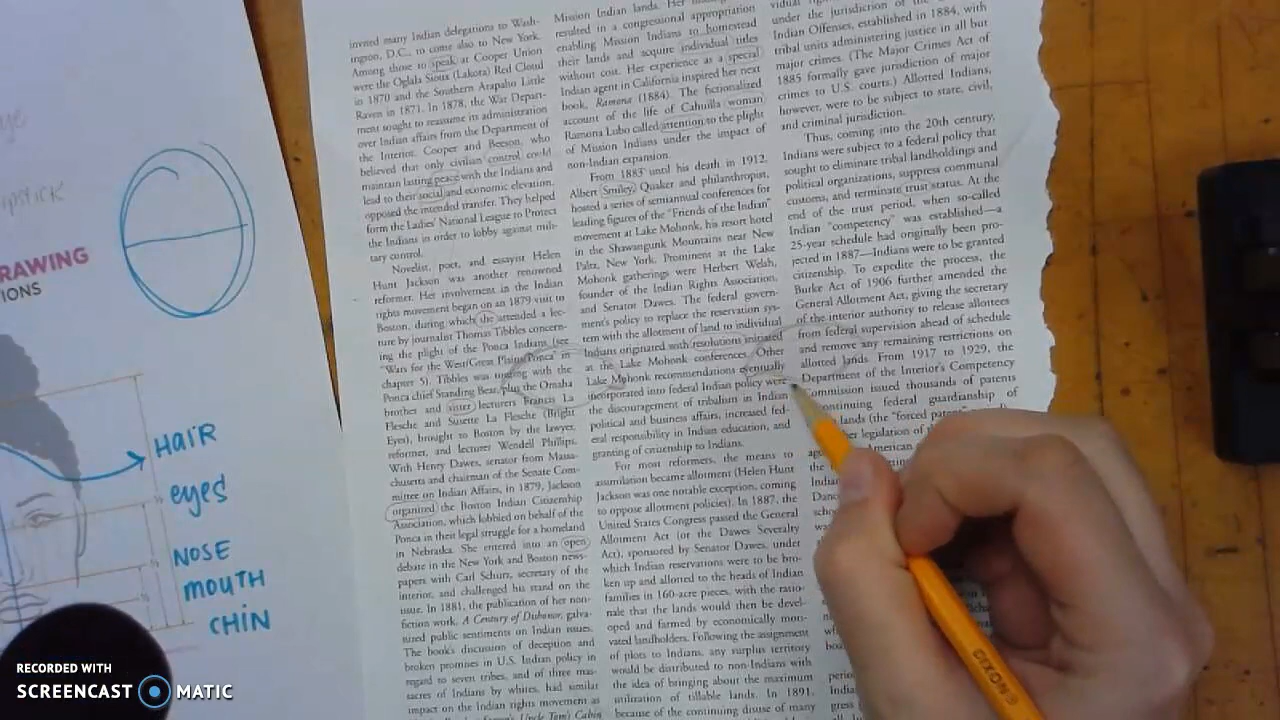 eye
lipstick
RAWING
IONS
HAIR
eyes
NOSE
MOUTH
CHIN
invited many Indian delegations to Wash-
ington, D.C., to come also to New York.
Among those to speak at Cooper Union
were the Oglala Sioux (Lakota) Red Cloud
in 1870 and the Southern Arapaho Little
Raven in 1871. In 1878, the War Depart-
ment sought to reassume its administration
over Indian affairs from the Department of
the Interior. Cooper and Beeson, who
believed that only civilian control could
maintain lasting peace with the Indians and
lead to their social and economic elevation,
opposed the intended transfer. They helped
form the Ladies' National League to Protect
the Indians in order to lobby against mili-
tary control.
Novelist, poet, and essayist Helen
Hunt Jackson was another renowned
reformer. Her involvement in the Indian
rights movement began on an 1879 visit to
Boston, during which she attended a lec-
ture by journalist Thomas Tibbles concern-
ing the plight of the Ponca Indians (see
"Wars for the West/Great Plains/Ponca" in
chapter 5). Tibbles was touring with the
Ponca chief Standing Bear, plus the Omaha
brother and sister lecturers Francis La
Flesche and Susette La Flesche (Bright
Eyes), brought to Boston by the lawyer,
reformer, and lecturer Wendell Phillips.
With Henry Dawes, senator from Massa-
chusetts and chairman of the Senate Com-
mittee on Indian Affairs, in 1879, Jackson
organized the Boston Indian Citizenship
Association, which lobbied on behalf of the
Ponca in their legal struggle for a homeland
in Nebraska. She entered into an open
debate in the New York and Boston news-
papers with Carl Schurz, secretary of the
interior, and challenged his stand on the
issue. In 1881, the publication of her non-
fiction work, A Century of Dishonor, galva-
nized public sentiments on Indian issues.
The book's discussion of deception and
broken promises in U.S. Indian policy in
regard to seven tribes, and of three mas-
sacres of Indians by whites, had similar
impact on the Indian rights movement as
Uncle Tom's Cabin
Mission Indian lands. Her
resulted in a congressional appropriation
enabling Mission Indians to homestead
their lands and acquire individual titles
without cost. Her experience as a special
Indian agent in California inspired her next
book, Ramona (1884). The fictionalized
account of the life of Cahuilla woman
Ramona Lubo called attention to the plight
of Mission Indians under the impact of
non-Indian expansion.
From 1883 until his death in 1912,
Albert Smiley, Quaker and philanthropist,
hosted a series of semiannual conferences for
leading figures of the "Friends of the Indian"
movement at Lake Mohonk, his resort hotel
in the Shawangunk Mountains near New
Paltz, New York. Prominent at the Lake
Mohonk gatherings were Herbert Welsh,
founder of the Indian Rights Association,
and Senator Dawes. The federal govern-
ment's policy to replace the reservation sys-
tem with the allotment of land to individual
Indians originated with resolutions initiated
at the Lake Mohonk conferences. Other
Lake Mohonk recommendations eventually
incorporated into federal Indian policy were
the discouragement of tribalism in Indian
political and business affairs, increased fed-
eral responsibility in Indian education, and
granting of citizenship to Indians.
For most reformers, the means to
assimilation became allotment (Helen Hunt
Jackson was one notable exception, coming
to oppose allotment policies). In 1887, the
United States Congress passed the General
Allotment Act (or the Dawes Severalty
Act), sponsored by Senator Dawes, under
which Indian reservations were to be bro-
ken up and allotted to the heads of Indian
families in 160-acre pieces, with the ratio-
nale that the lands would then be devel-
oped and farmed by economically moti-
vated landholders. Following the assignment
of plots to Indians, any surplus territory
would be distributed to non-Indians with
the idea of bringing about the maximum
utilization of tillable lands. In 1891,
because of the continuing disuse of many
under the jurisdiction of the
Indian Offenses, established in 1884, with
tribal units administering justice in all but
major crimes. (The Major Crimes Act of
1885 formally gave jurisdiction of major
crimes to U.S. courts.) Allotted Indians,
however, were to be subject to state, civil,
and criminal jurisdiction.
Thus, coming into the 20th century,
Indians were subject to a federal policy that
sought to eliminate tribal landholdings and
political organizations, suppress communal
customs, and terminate trust status. At the
end of the trust period, when so-called
Indian "competency" was established—a
25-year schedule had originally been pro-
jected in 1887—Indians were to be granted
citizenship. To expedite the process, the
Burke Act of 1906 further amended the
General Allotment Act, giving the secretary
of the interior authority to release allottees
from federal supervision ahead of schedule
and remove any remaining restrictions on
allotted lands. From 1917 to 1929, the
Department of the Interior's Competency
Commission issued thousands of patents
continuing federal guardianship of
lands (the "forced
legislation of
American
DIXON
RECORDED WITH
SCREENCAST MATIC